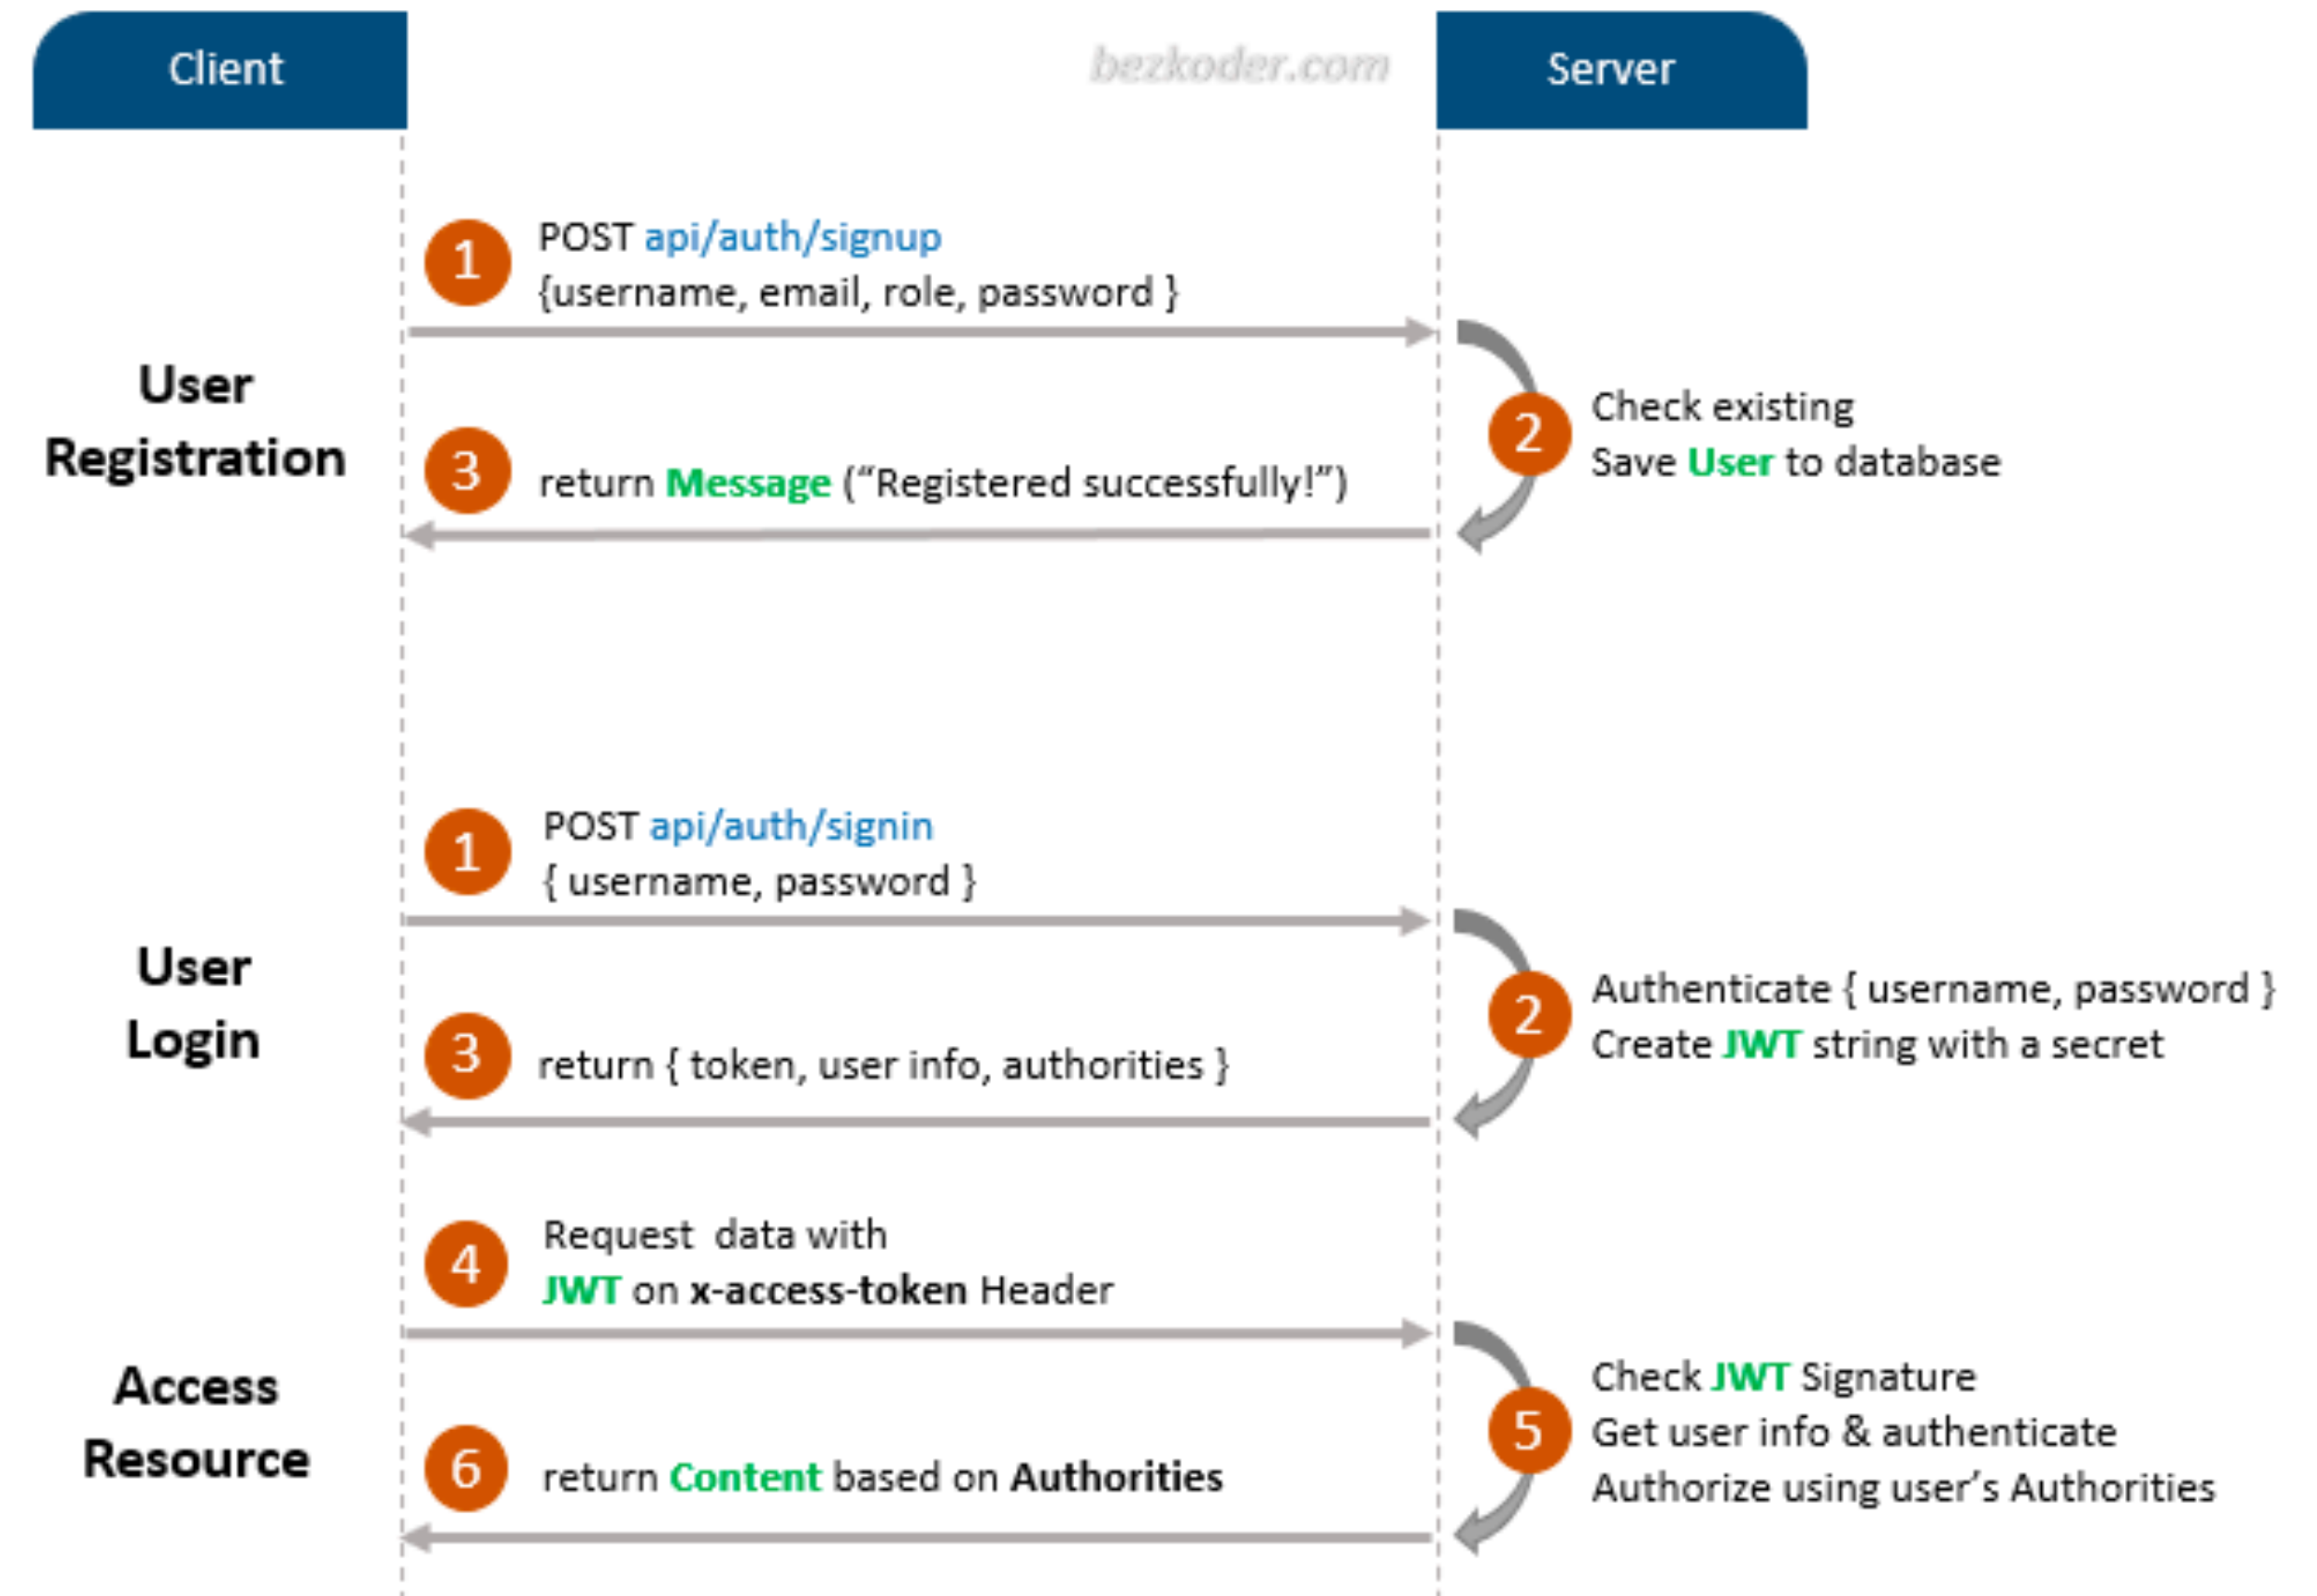 Client
bezkoder.com
Server
1
POST api/auth/signup
{username, email, role, password }
User
Registration
2
Check existing
Save User to database
3
return Message (“Registered successfully!”)
1
POST api/auth/signin
{ username, password }
User
Login
2
Authenticate { username, password }
Create JWT string with a secret
3
return { token, user info, authorities }
4
Request  data with
JWT on x-access-token Header
Access
Resource
5
Check JWT Signature
Get user info & authenticate
Authorize using user’s Authorities
6
return Content based on Authorities